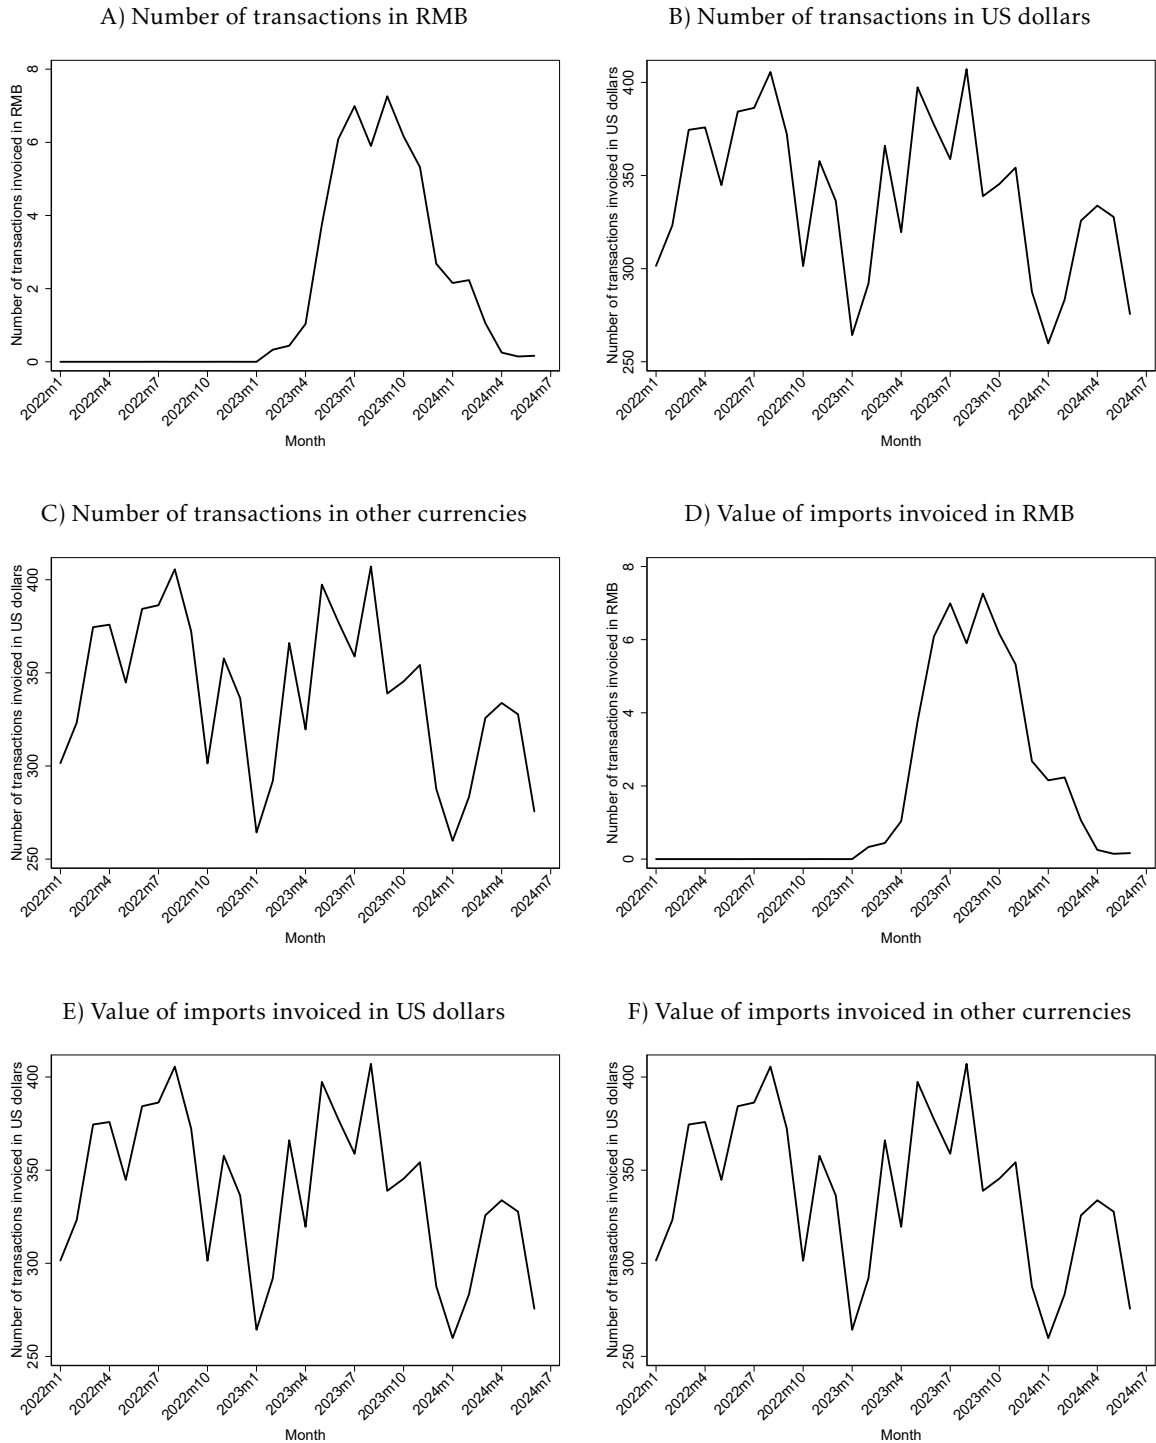 A) Number of transactions in RMB
Number of transactions invoiced in RMB
8
6
4
2
0
2022m1
2022m4
2022m7
2022m10
2023m1
2023m4
2023m7
2023m10
2024m1
2024m4
2024m7
Month
B) Number of transactions in US dollars
Number of transactions invoiced in US dollars
400
350
300
250
2022m1
2022m4
2022m7
2022m10
2023m1
2023m4
2023m7
2023m10
2024m1
2024m4
2024m7
Month
C) Number of transactions in other currencies
Number of transactions invoiced in US dollars
400
350
300
250
2022m1
2022m4
2022m7
2022m10
2023m1
2023m4
2023m7
2023m10
2024m1
2024m4
2024m7
Month
D) Value of imports invoiced in RMB
Number of transactions invoiced in RMB
8
6
4
2
0
2022m1
2022m4
2022m7
2022m10
2023m1
2023m4
2023m7
2023m10
2024m1
2024m4
2024m7
Month
E) Value of imports invoiced in US dollars
Number of transactions invoiced in US dollars
400
350
300
250
2022m1
2022m4
2022m7
2022m10
2023m1
2023m4
2023m7
2023m10
2024m1
2024m4
2024m7
Month
F) Value of imports invoiced in other currencies
Number of transactions invoiced in US dollars
400
350
300
250
2022m1
2022m4
2022m7
2022m10
2023m1
2023m4
2023m7
2023m10
2024m1
2024m4
2024m7
Month